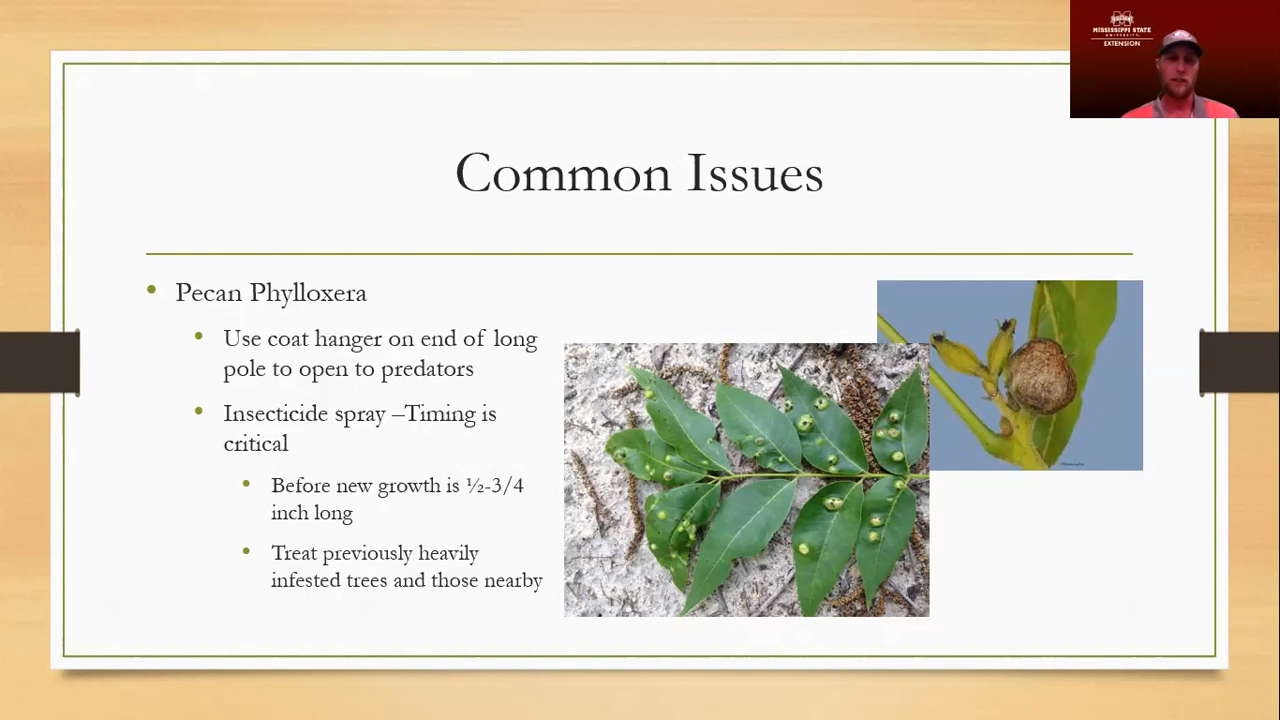 MISSISSIPPI STATE
UNIVERSITY
EXTENSION
Common Issues
Pecan Phylloxera
Use coat hanger on end of long
pole to open to predators
Insecticide spray –Timing is
critical
Before new growth is ½-3/4
inch long
Treat previously heavily
infested trees and those nearby